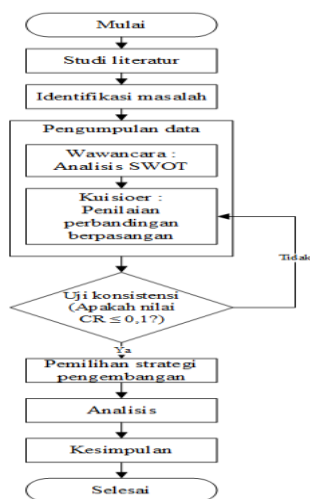 Mulai
Studi literatur
Identifikasi masalah
Pengumpulan data
Wawancara :
Analisis SWOT
Kuisioer :
Penilaian
perbandingan
berpasangan
Tidak
Uji konsistensi
(Apakah nilai
CR ≤ 0,1?)
Ya
Pemilihan strategi
pengembangan
Analisis
Kesimpulan
Selesai